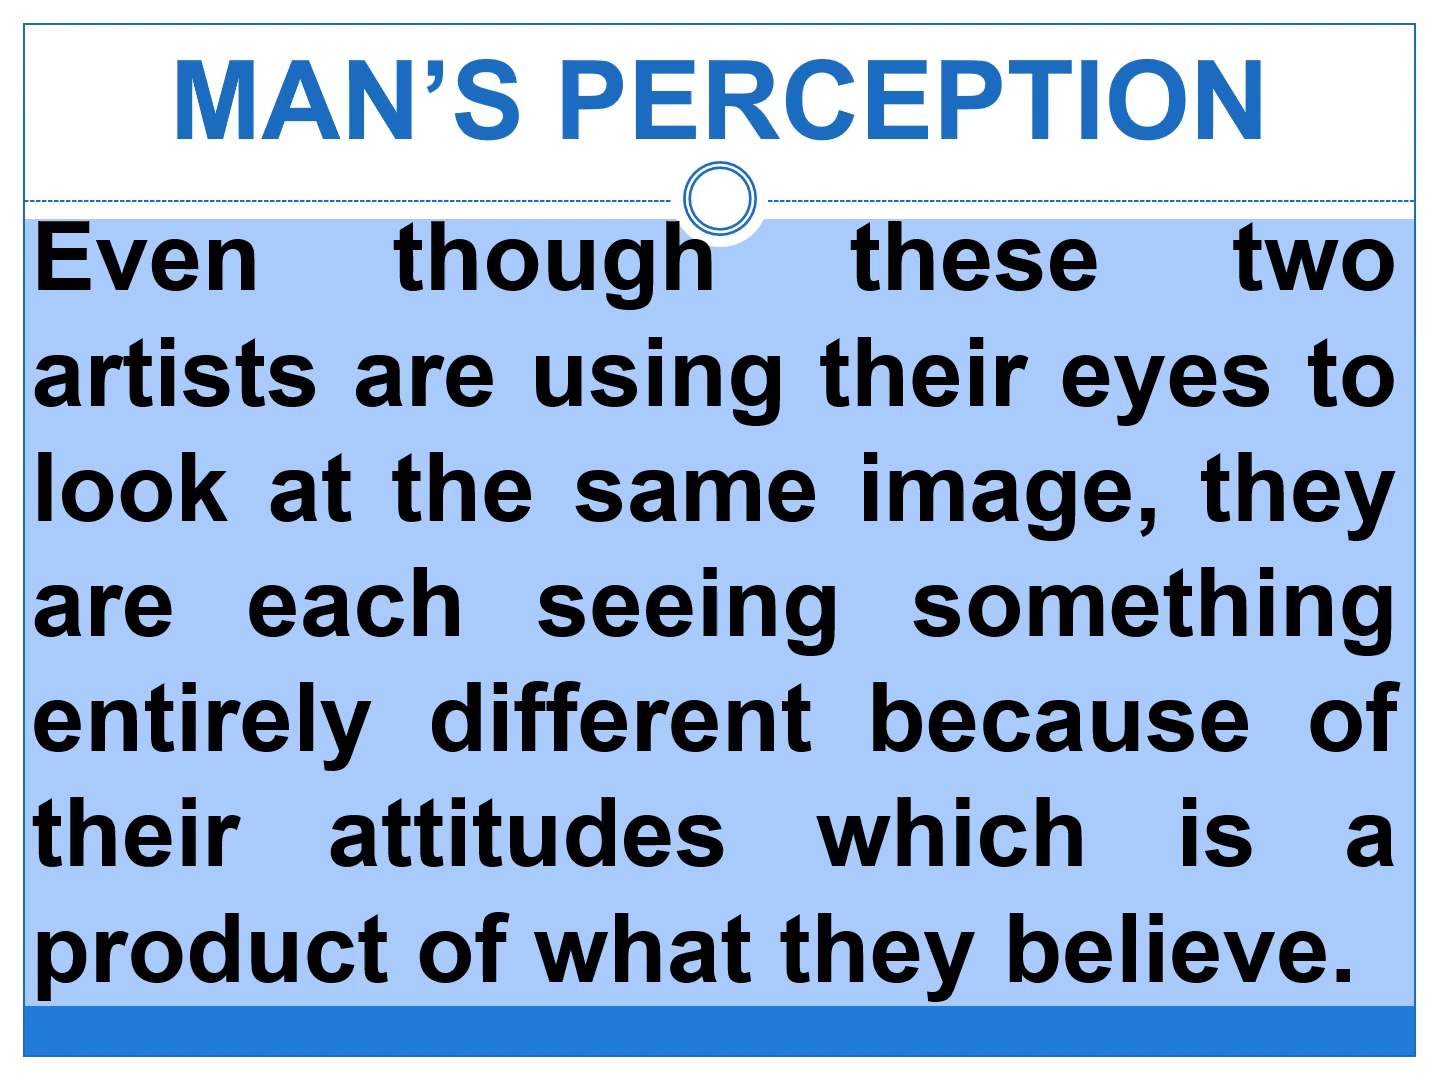 MAN’S PERCEPTION
Even though these two
artists are using their eyes to
look at the same image, they
are each seeing something
entirely different because of
their attitudes which is a
product of what they believe.